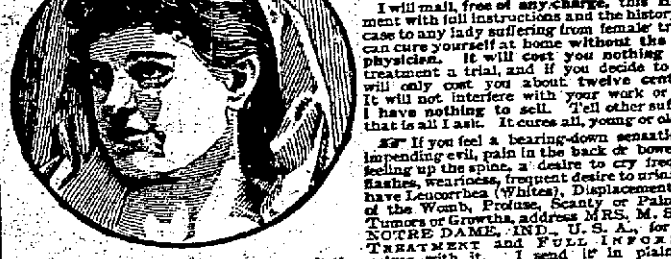 I will mail, free of any charge, this
ment with full instructions and the histor
case to any lady suffering from female tr
can cure yourself at home without the
physician. It will cost you nothing
treatment a trial, and if you decide to
will only cost you about twelve cent
It will not interfere with your work or
I have nothing to sell. Tell other su
that is all I ask. It cures all, young or ol
If you feel a bearing-down sensati
impending evil, pain in the back or bowe
feeling up the spine, a desire to cry fre
flashes, weariness, frequent desire to urin
have Leucorrhea (Whites), Displacement
of the Womb, Profuse, Scanty or Pain
Tumors or Growths, address MRS. M.
NOTRE DAME, IND., U. S. A., for
TREATMENT and FULL INFOR
with it. I send it in plain